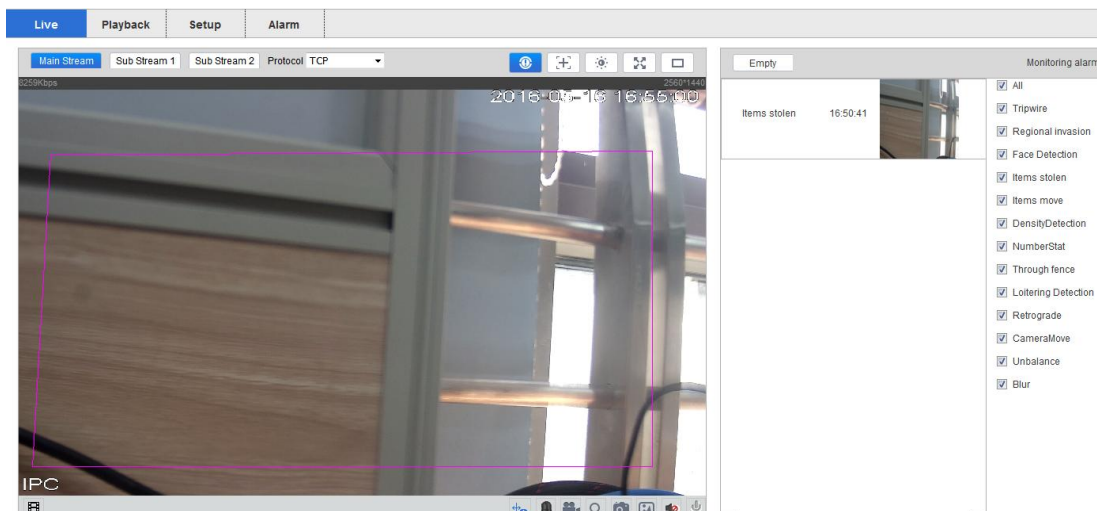 Live Playback Setup Alarm
Main Stream Sub Stream 1 Sub Stream 2 Protocol TCP
Empty Monitoring alarm
8259Kbps 2560*1440
2016-05-16 16:56:00
Items stolen 16:50:41
All
Tripwire
Regional invasion
Face Detection
Items stolen
Items move
DensityDetection
NumberStat
Through fence
Loitering Detection
Retrograde
CameraMove
Unbalance
Blur
IPC